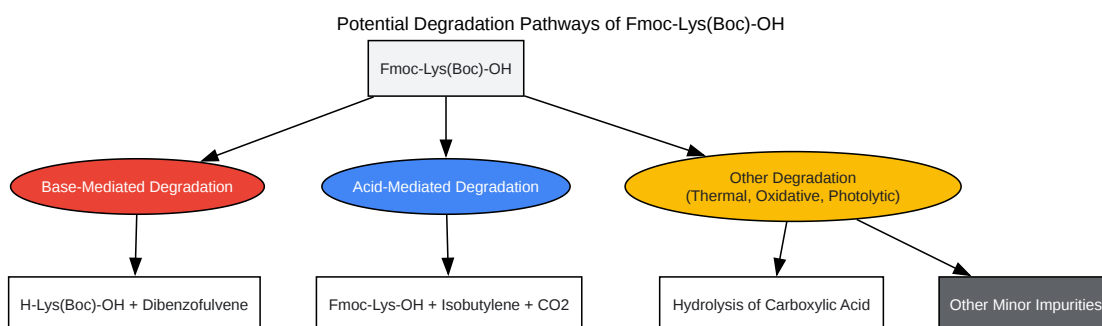 Potential Degradation Pathways of Fmoc-Lys(Boc)-OH
Fmoc-Lys(Boc)-OH
Base-Mediated Degradation
Acid-Mediated Degradation
Other Degradation
(Thermal, Oxidative, Photolytic)
H-Lys(Boc)-OH + Dibenzofulvene
Fmoc-Lys-OH + Isobutylene + CO2
Hydrolysis of Carboxylic Acid
Other Minor Impurities